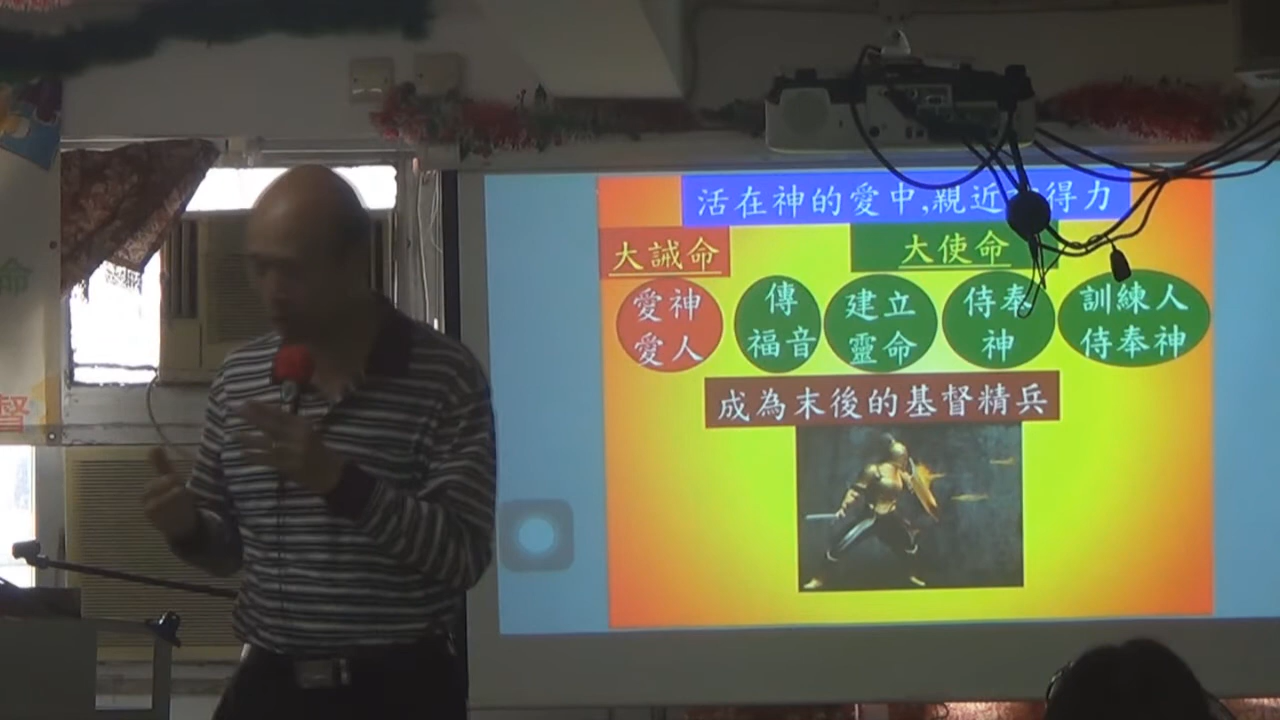 活在神的愛中,親近 得力
大誡命
大使命
愛神
愛人
傳
福音
建立
靈命
侍奉
神
訓練人
侍奉神
成為末後的基督精兵
命
督